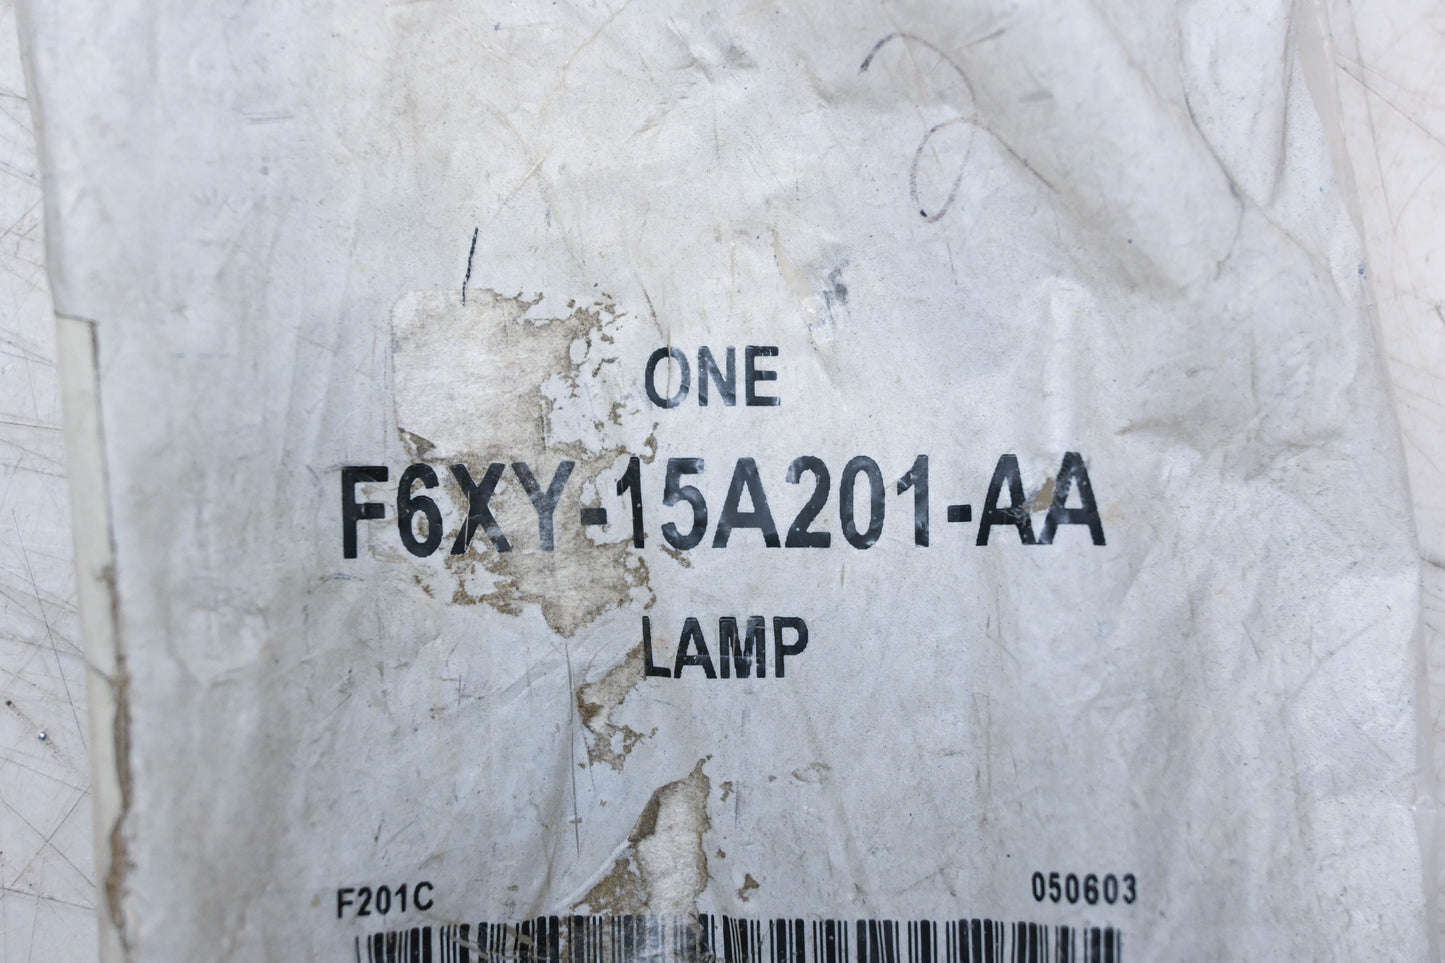 ONE
F6XY-15A201-AA
LAMP
F201C 050603